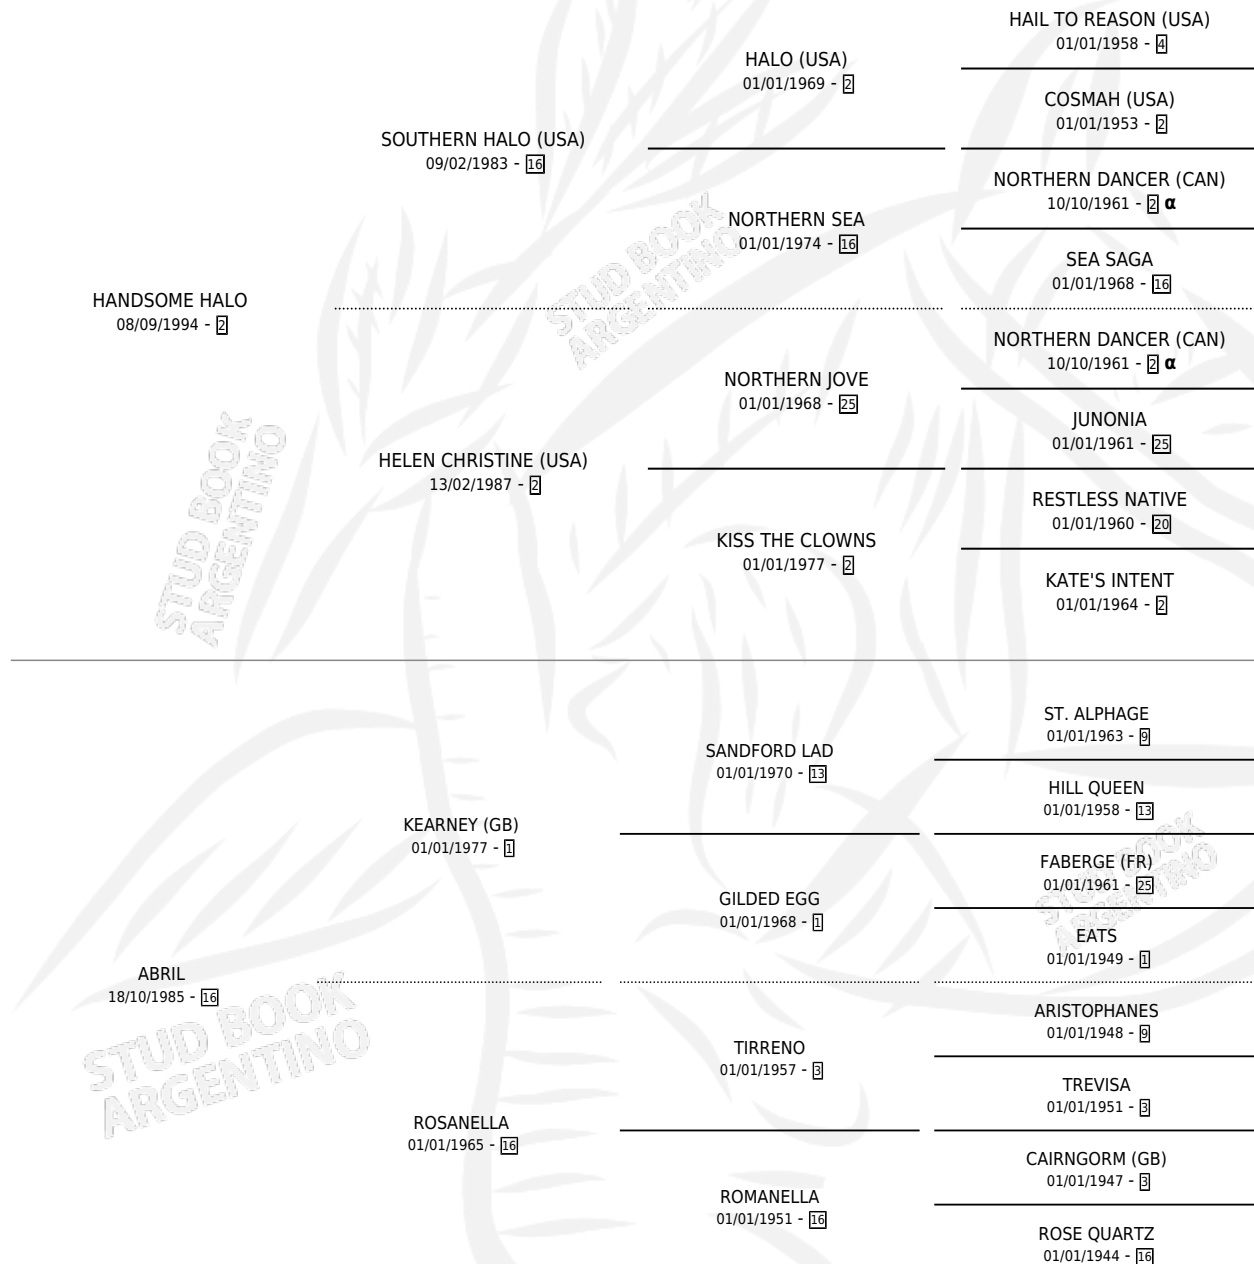 HAIL TO REASON (USA)
01/01/1958 - 4
HALO (USA)
01/01/1969 - 2
COSMAH (USA)
01/01/1953 - 2
SOUTHERN HALO (USA)
09/02/1983 - 16
NORTHERN DANCER (CAN)
10/10/1961 - 2 α
NORTHERN SEA
01/01/1974 - 16
SEA SAGA
01/01/1968 - 16
HANDSOME HALO
08/09/1994 - 2
NORTHERN DANCER (CAN)
10/10/1961 - 2 α
NORTHERN JOVE
01/01/1968 - 25
JUNONIA
01/01/1961 - 25
HELEN CHRISTINE (USA)
13/02/1987 - 2
RESTLESS NATIVE
01/01/1960 - 20
KISS THE CLOWNS
01/01/1977 - 2
KATE'S INTENT
01/01/1964 - 2
ST. ALPHAGE
01/01/1963 - 9
SANDFORD LAD
01/01/1970 - 13
HILL QUEEN
01/01/1958 - 13
KEARNEY (GB)
01/01/1977 - 1
FABERGE (FR)
01/01/1961 - 25
GILDED EGG
01/01/1968 - 1
EATS
01/01/1949 - 1
ABRIL
18/10/1985 - 16
ARISTOPHANES
01/01/1948 - 9
TIRRENO
01/01/1957 - 3
TREVISA
01/01/1951 - 3
ROSANELLA
01/01/1965 - 16
CAIRNGORM (GB)
01/01/1947 - 3
ROMANELLA
01/01/1951 - 16
ROSE QUARTZ
01/01/1944 - 16
STUD BOOK
ARGENTINO
STUD BOOK
ARGENTINO
STUD BOOK
ARGENTINO
STUD BOOK
ARGENTINO